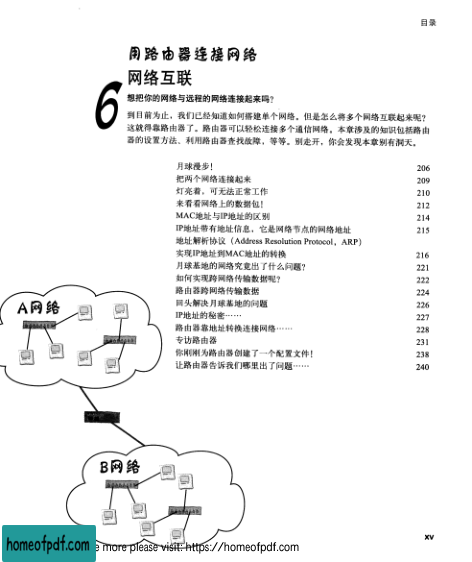 目录
用路由器连接网络
网络互联
6
想把你的网络与远程的网络连接起来吗?
到目前为止，我们已经知道如何搭建单个网络。但是怎么将多个网络互联起来呢?
这就得靠路由器了。路由器可以轻松连接多个通信网络。本章涉及的知识包括路由
器的设置方法、利用路由器查找故障，等等。别走开，你会发现本章别有洞天。
月球漫步! 206
把两个网络连接起来 209
灯亮着，可无法正常工作 210
来看看网络上的数据包! 212
MAC地址与IP地址的区别 214
IP地址带有地址信息，它是网络节点的网络地址 215
地址解析协议（Address Resolution Protocol，ARP）
实现IP地址到MAC地址的转换 216
月球基地的网络究竟出了什么问题? 221
如何实现跨网络传输数据呢? 222
路由器跨网络传输数据 224
回头解决月球基地的问题 226
IP地址的秘密…… 227
路由器靠地址转换连接网络…… 228
专访路由器 231
你刚刚为路由器创建了一个配置文件! 238
让路由器告诉我们哪里出了问题…… 240
A网络
B网络
xv
homeofpdf.com
e more please visit: https://homeofpdf.com